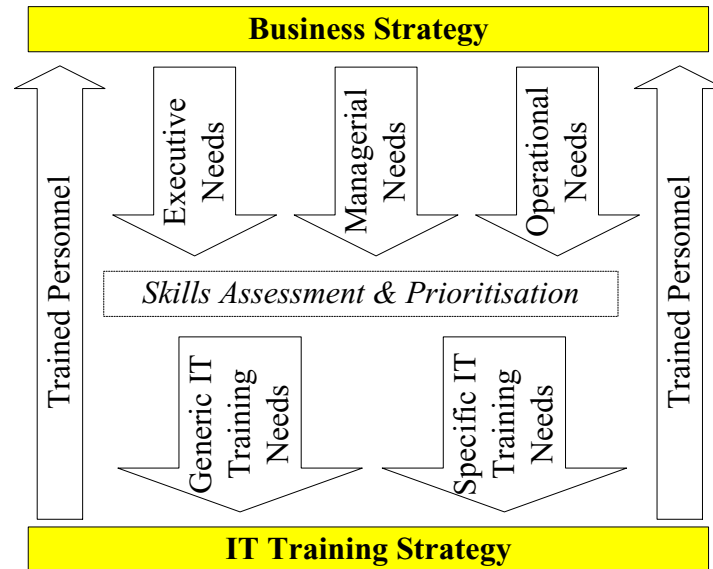 Business Strategy
Trained Personnel
Executive
Needs
Managerial
Needs
Operational
Needs
Trained Personnel
Skills Assessment & Prioritisation
Generic IT
Training
Needs
Specific IT
Training
Needs
IT Training Strategy